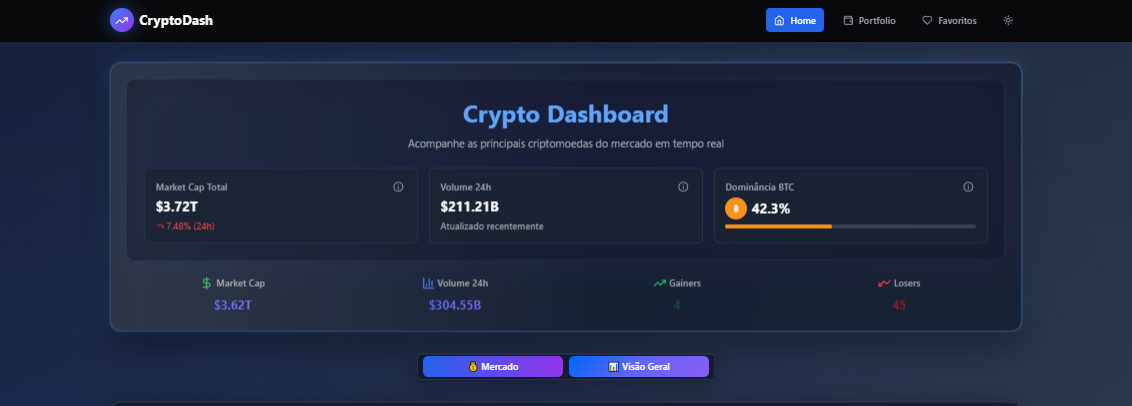 CryptoDash
Home Portfolio Favoritos
Crypto Dashboard
Acompanhe as principais criptomoedas do mercado em tempo real
Market Cap Total
$3.72T
7.48% (24h)
Volume 24h
$211.21B
Atualizado recentemente
Dominância BTC
42.3%
Market Cap
$3.62T
Volume 24h
$304.55B
Gainers
4
Losers
45
Mercado
Visão Geral